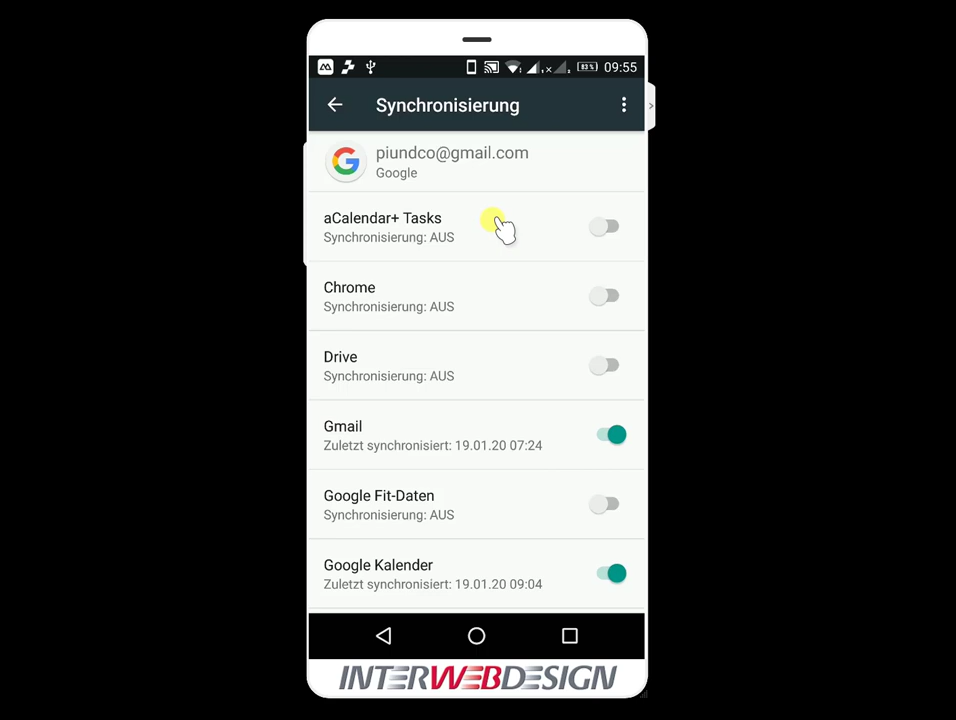 83 %
09:55
Synchronisierung
piundco@gmail.com
Google
aCalendar+ Tasks
Synchronisierung: AUS
Chrome
Synchronisierung: AUS
Drive
Synchronisierung: AUS
Gmail
Zuletzt synchronisiert: 19.01.20 07:24
Google Fit-Daten
Synchronisierung: AUS
Google Kalender
Zuletzt synchronisiert: 19.01.20 09:04
INTERWEBDESIGN